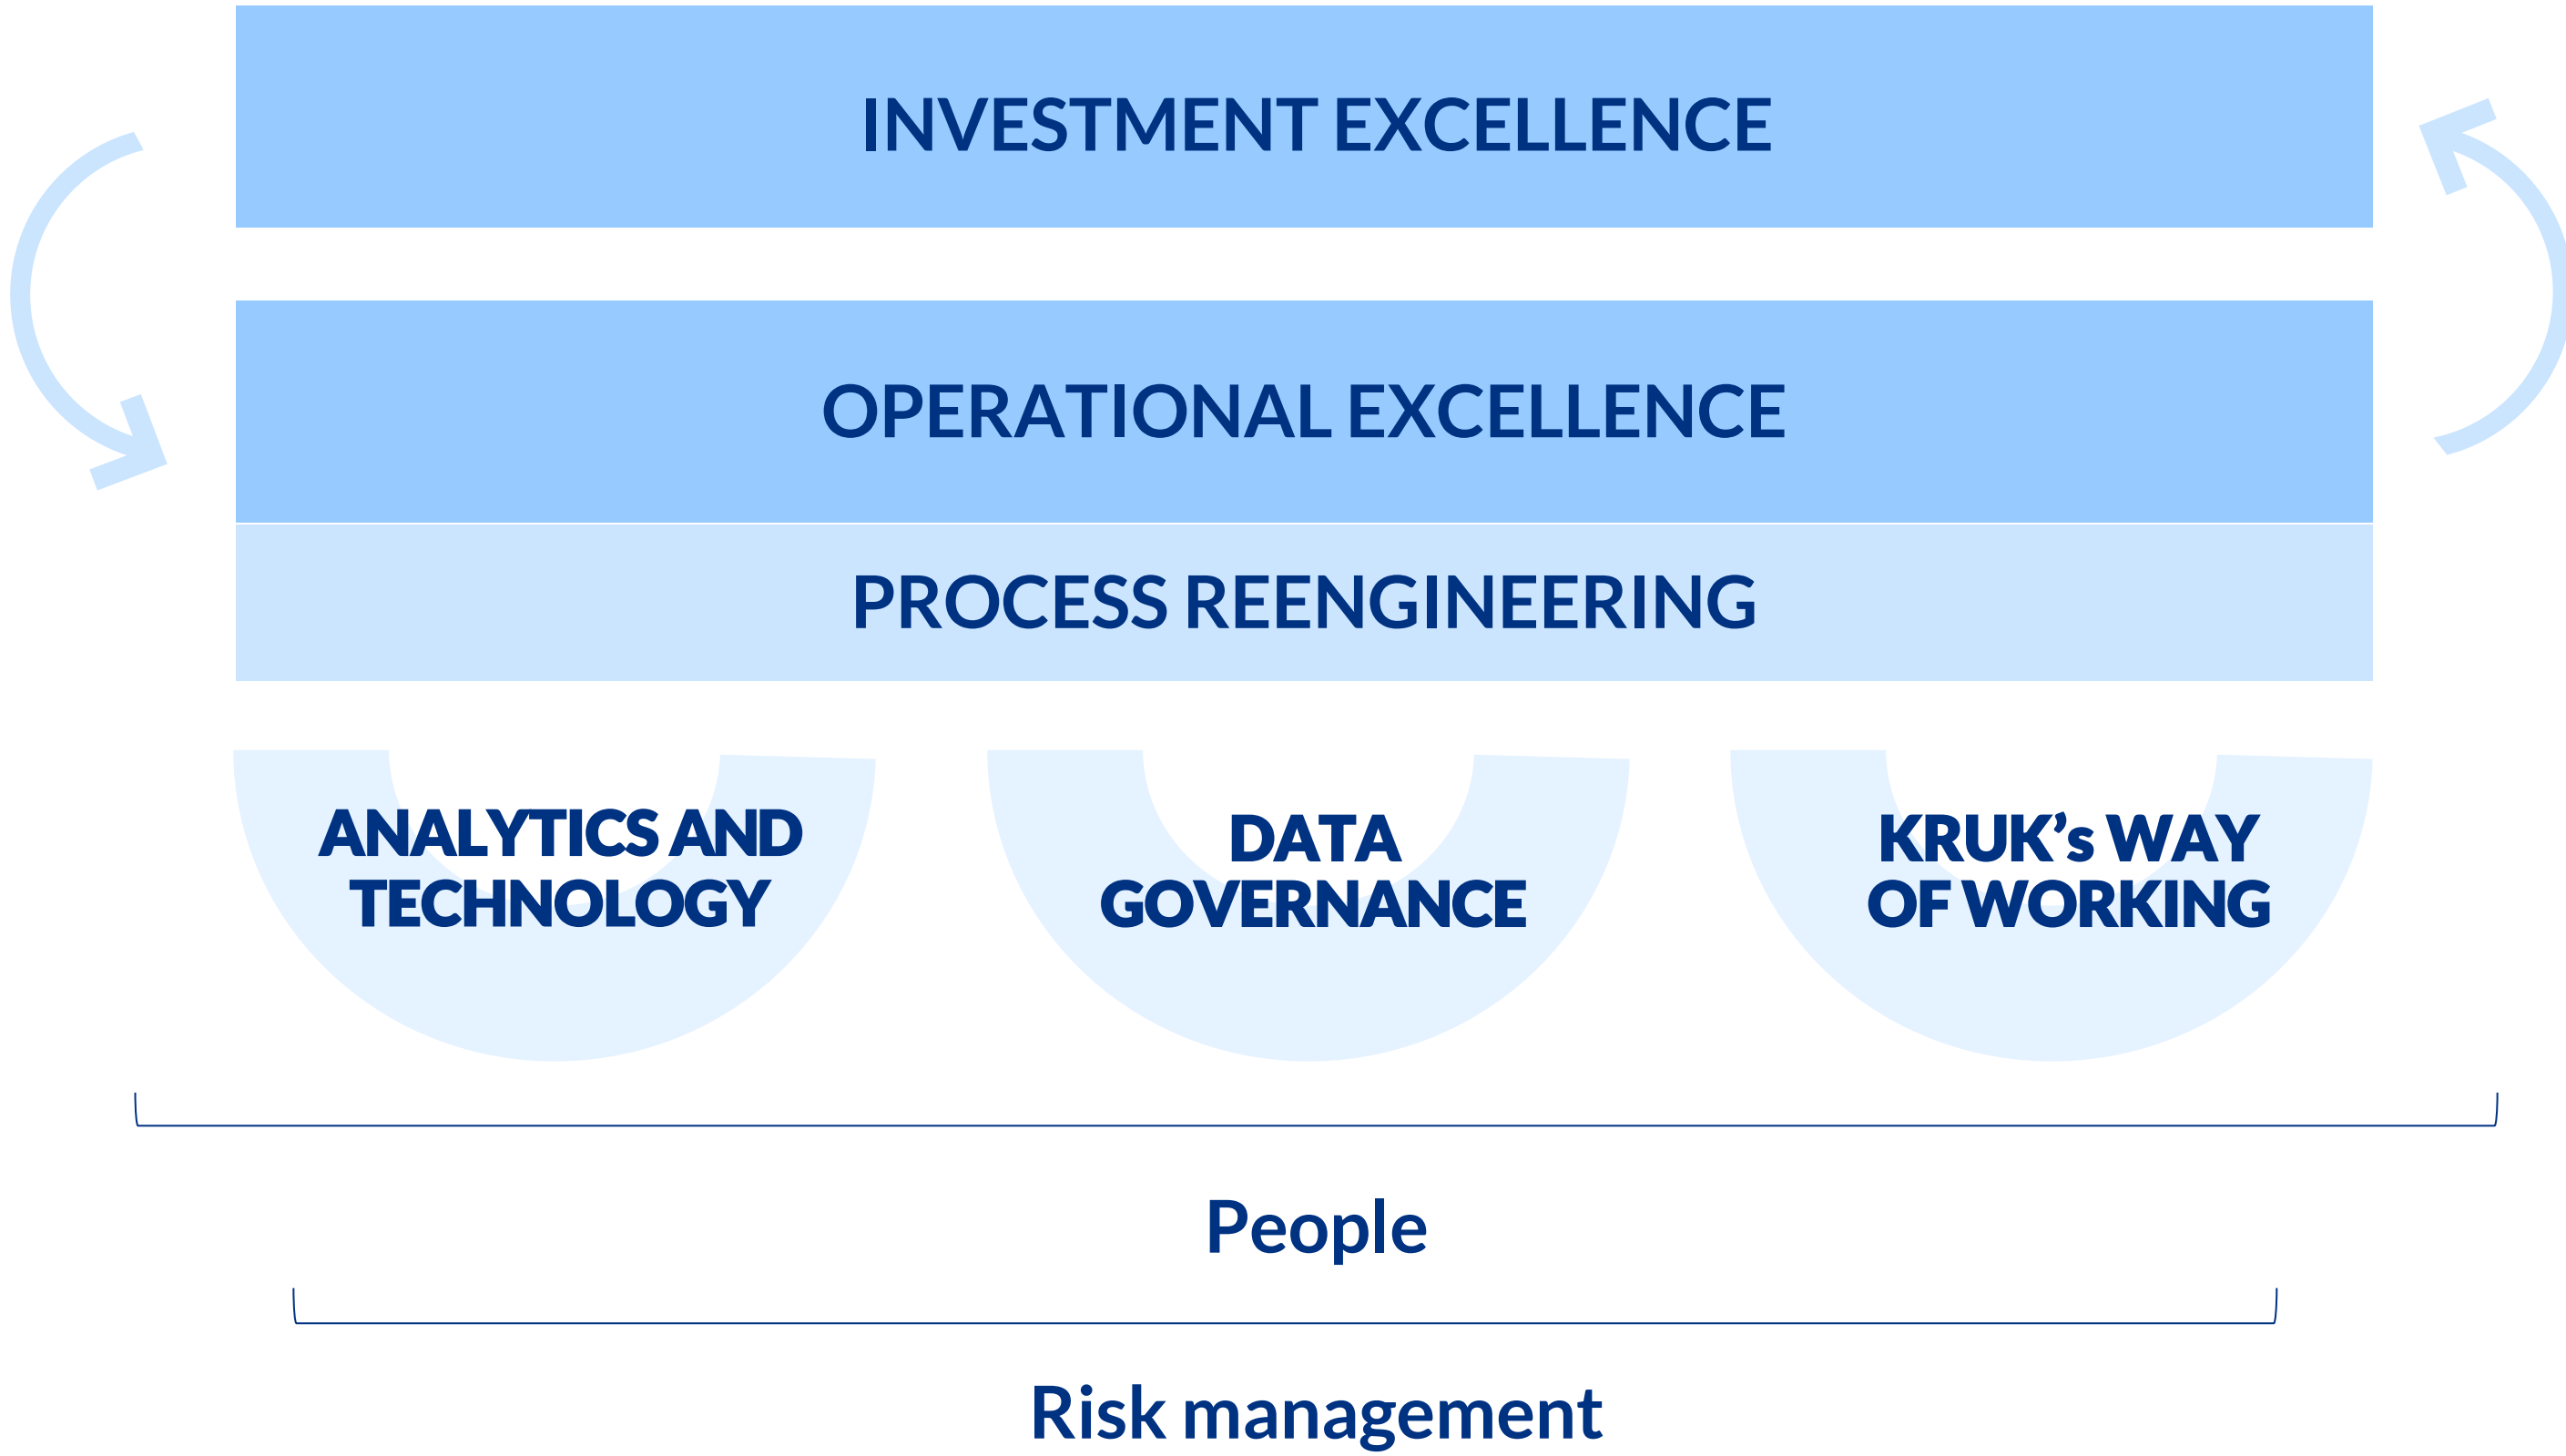 INVESTMENT EXCELLENCE
OPERATIONAL EXCELLENCE
PROCESS REENGINEERING
ANALYTICS AND
TECHNOLOGY
DATA
GOVERNANCE
KRUK’s WAY
OF WORKING
People
Risk management